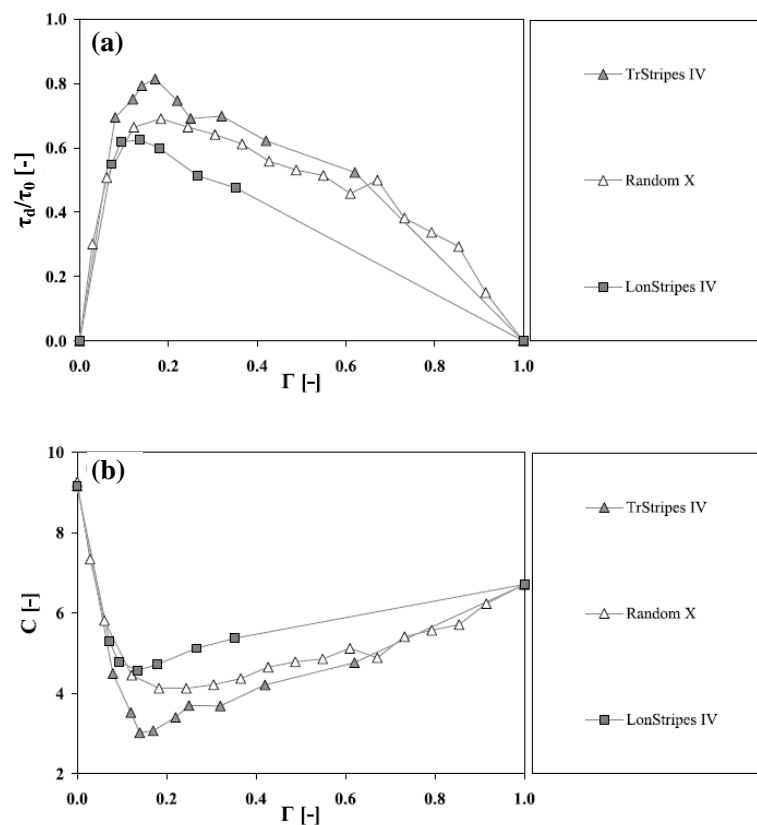 (a)
1.0
0.8
0.6
0.4
0.2
0.0
τd/τ0 [-]
0.0 0.2 0.4 0.6 0.8 1.0
Γ [-]
TrStripes IV
Random X
LonStripes IV
(b)
10
8
6
4
2
C [-]
0.0 0.2 0.4 0.6 0.8 1.0
Γ [-]
TrStripes IV
Random X
LonStripes IV